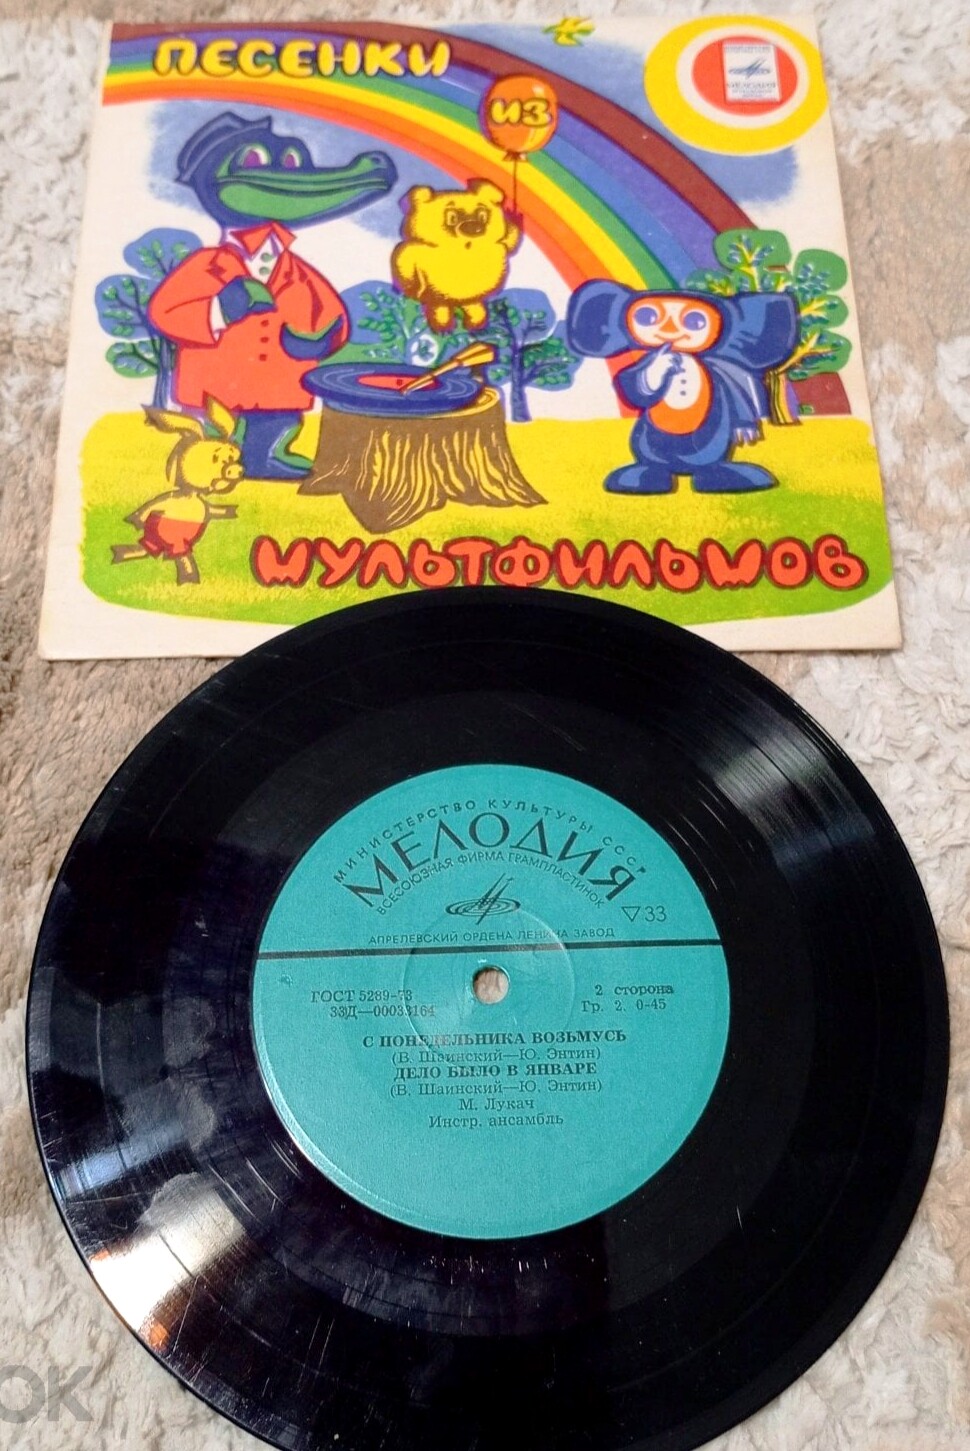 ПЕСЕНКИ
ИЗ
МЕЛОДИЯ
МУЛЬТФИЛЬМОВ
МИНИСТЕРСТВО КУЛЬТУРЫ СССР
МЕЛОДИЯ
ВСЕСОЮЗНАЯ ФИРМА ГРАМПЛАСТИНОК
▽33
АПРЕЛЕВСКИЙ ОРДЕНА ЛЕНИНА ЗАВОД
ГОСТ 5289-73
33Д—00033164
2 сторона
Гр. 2. 0-45
С ПОНЕДЕЛЬНИКА ВОЗЬМУСЬ
(В. Шаинский—Ю. Энтин)
ДЕЛО БЫЛО В ЯНВАРЕ
(В. Шаинский—Ю. Энтин)
М. Лукач
Инстр. ансамбль
ОК